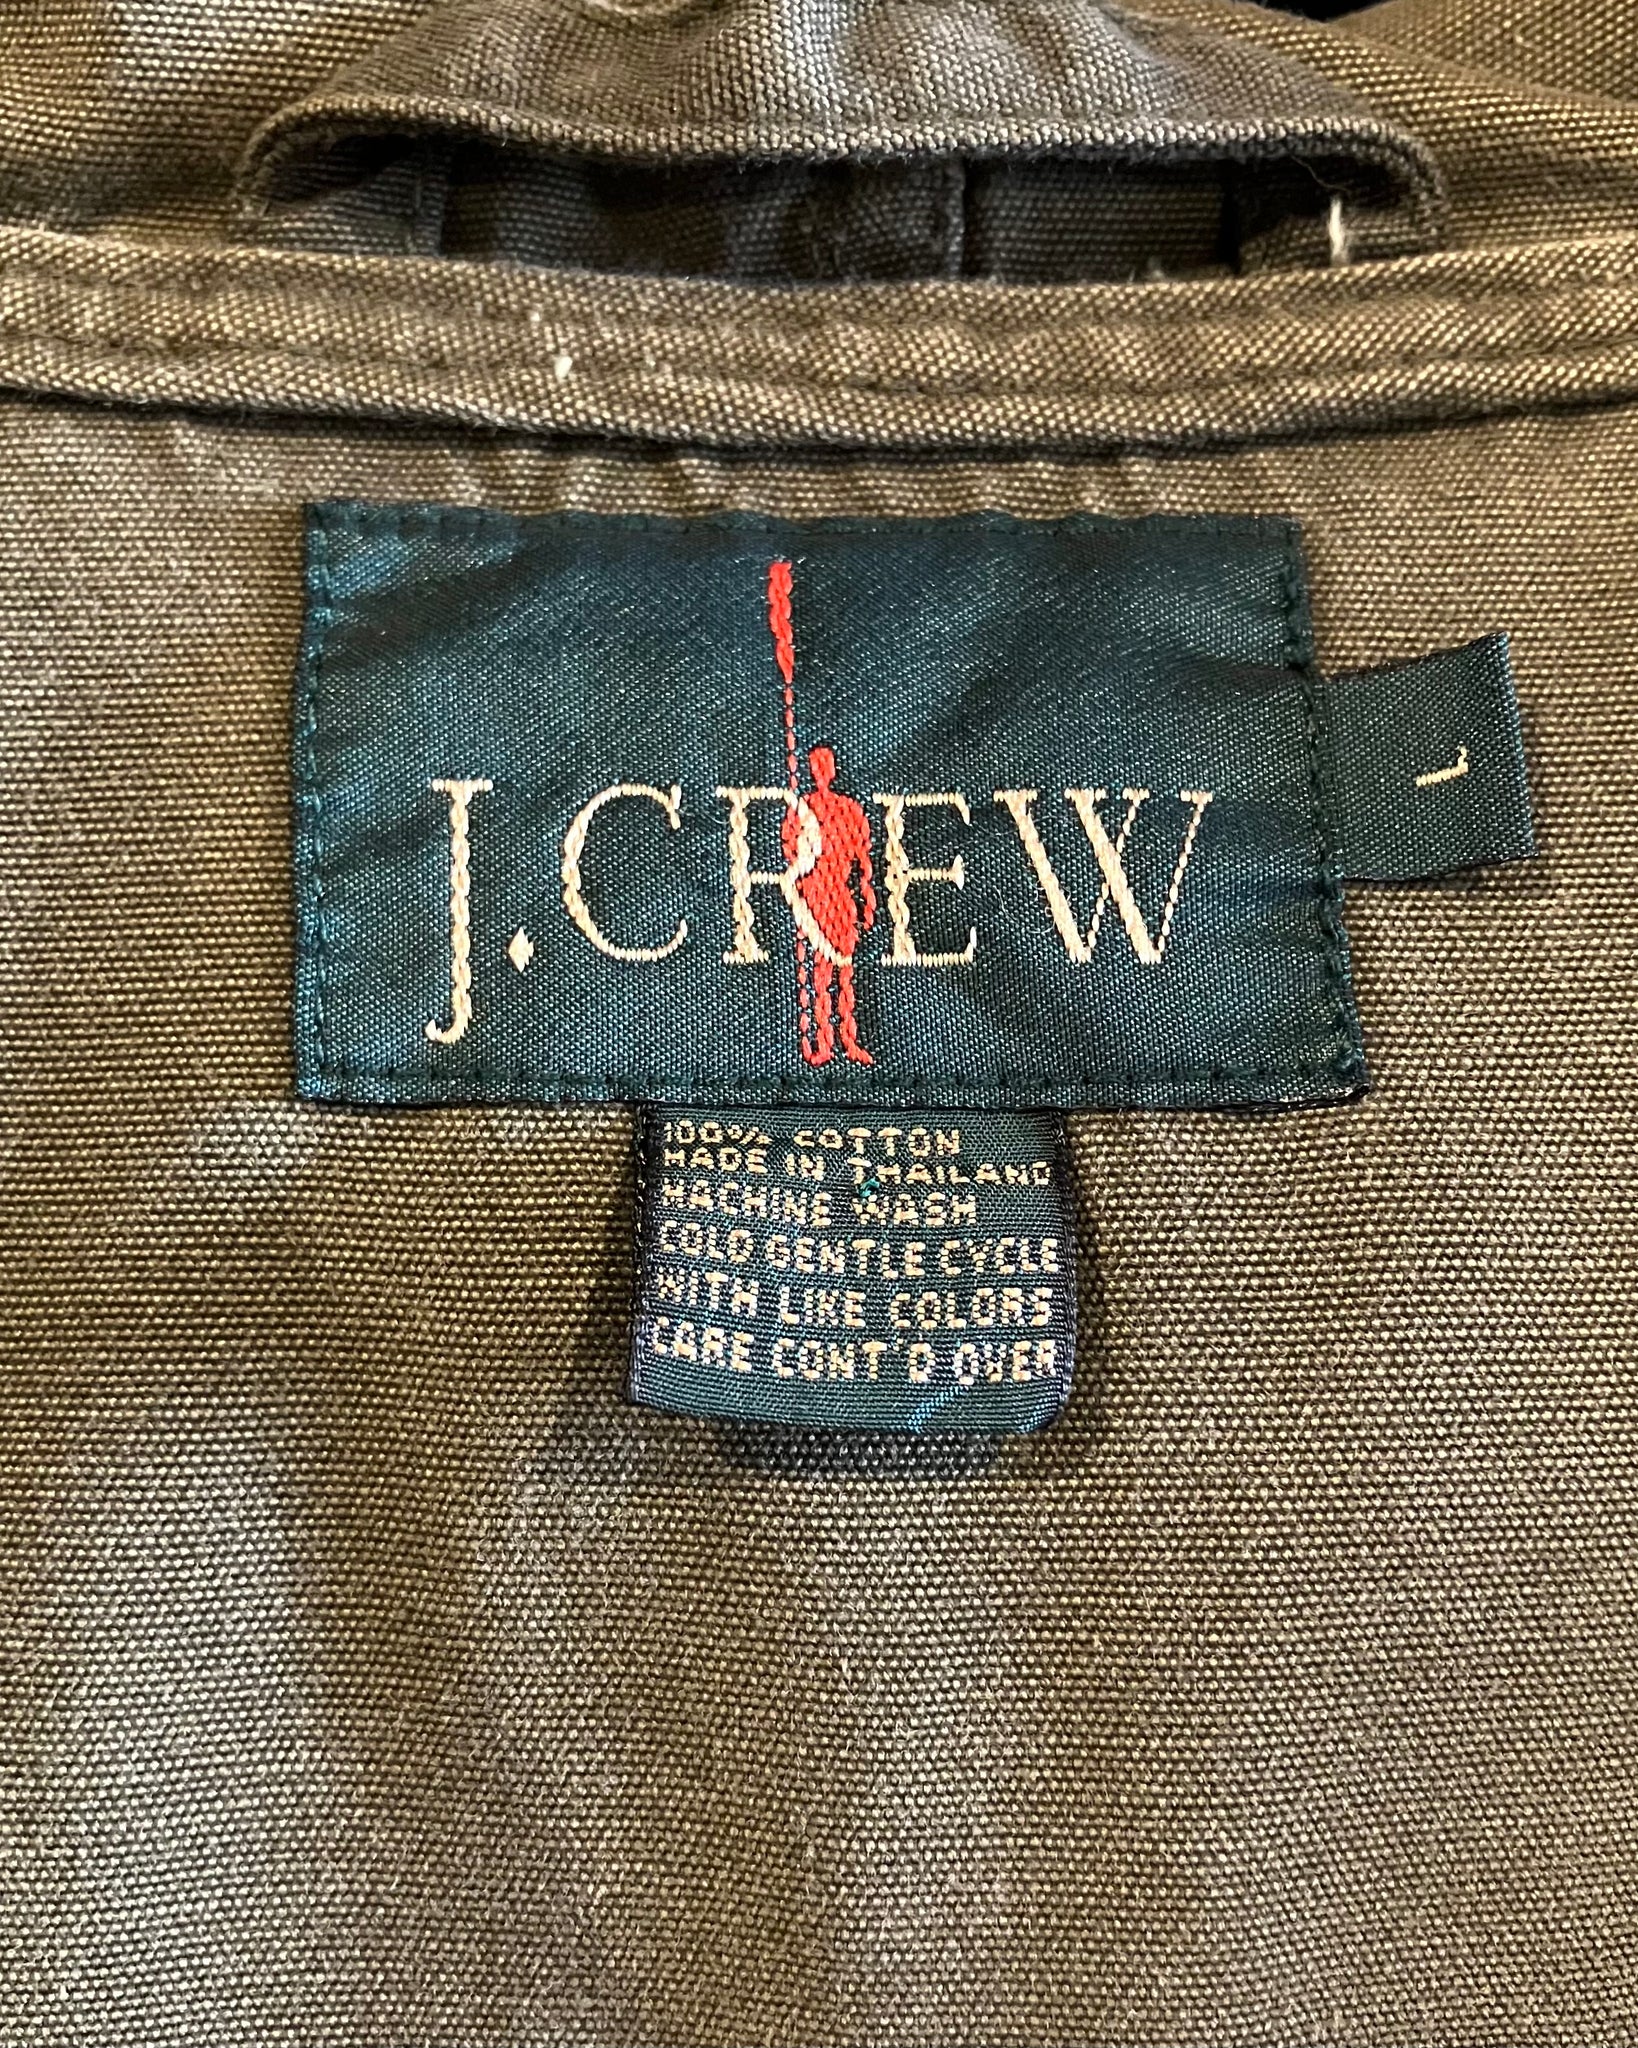 J.CREW
L
100% COTTON
MADE IN THAILAND
MACHINE WASH
COLD GENTLE CYCLE
WITH LIKE COLORS
CARE CONT'D OVER